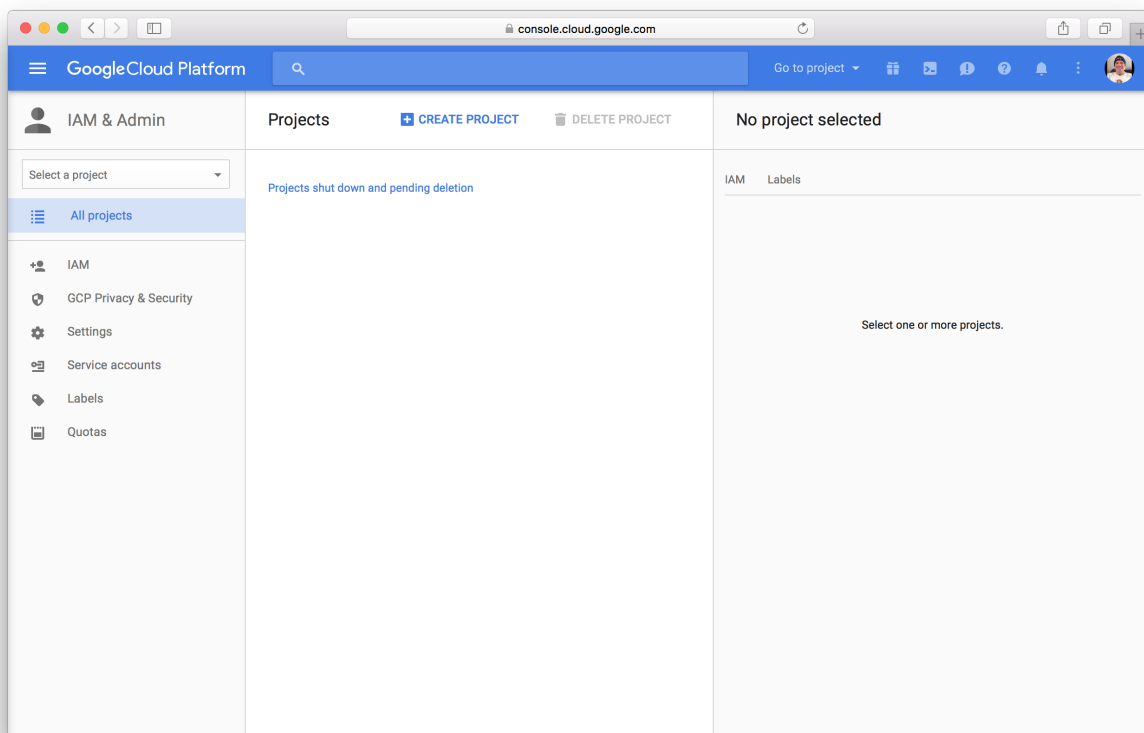 console.cloud.google.com
Google Cloud Platform
Go to project
IAM & Admin
Projects
CREATE PROJECT
DELETE PROJECT
No project selected
Select a project
Projects shut down and pending deletion
IAM
Labels
All projects
IAM
GCP Privacy & Security
Settings
Service accounts
Labels
Quotas
Select one or more projects.